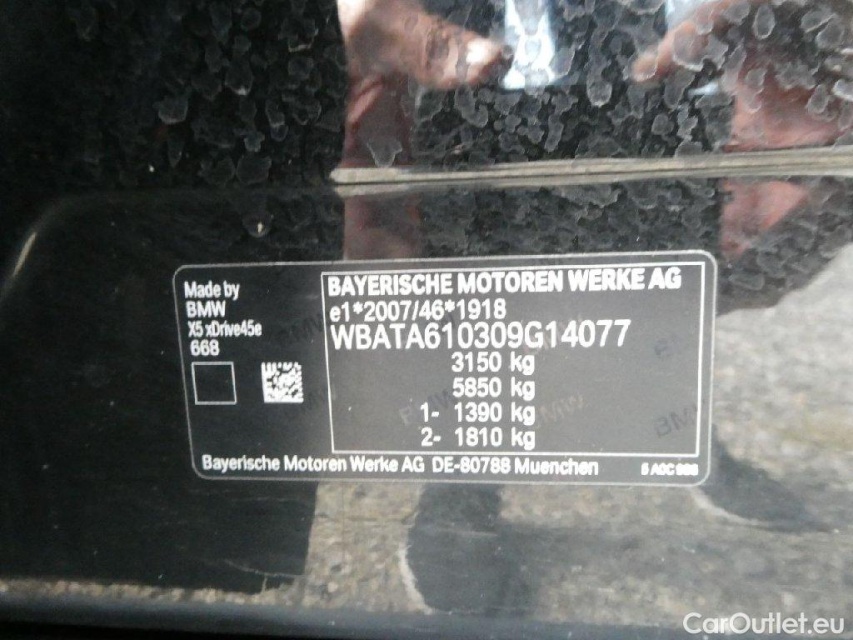 Made by
BMW
X5 xDrive45e
668
BAYERISCHE MOTOREN WERKE AG
e1*2007/46*1918
WBATA610309G14077
3150 kg
5850 kg
1- 1390 kg
2- 1810 kg
Bayerische Motoren Werke AG DE-80788 Muenchen
CarOutlet.eu